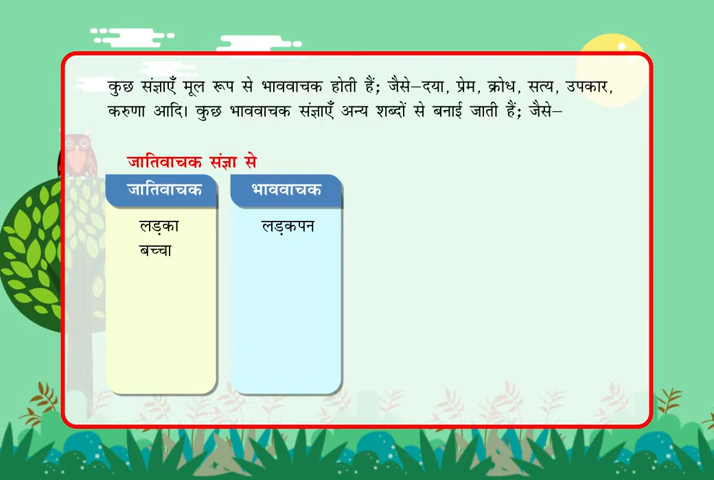 कुछ संज्ञाएँ मूल रूप से भाववाचक होती हैं; जैसे–दया, प्रेम, क्रोध, सत्य, उपकार,
करुणा आदि। कुछ भाववाचक संज्ञाएँ अन्य शब्दों से बनाई जाती हैं; जैसे–
जातिवाचक संज्ञा से
जातिवाचक भाववाचक
लड़का लड़कपन
बच्चा